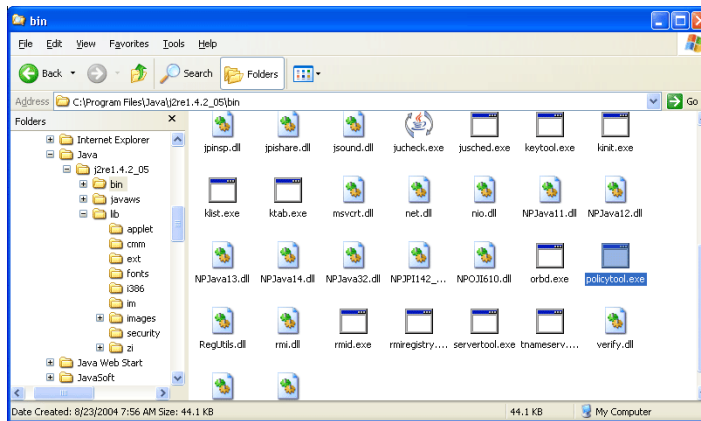 bin
File Edit View Favorites Tools Help
Back Search Folders
Address C:\Program Files\Java\j2re1.4.2_05\bin Go
Folders
Internet Explorer
Java
j2re1.4.2_05
bin
javaws
lib
applet
cmm
ext
fonts
i386
im
images
security
zi
Java Web Start
JavaSoft
jpinsp.dll jpishare.dll jsound.dll jucheck.exe jusched.exe keytool.exe kinit.exe
klist.exe ktab.exe msvcrt.dll net.dll nio.dll NPJava11.dll NPJava12.dll
NPJava13.dll NPJava14.dll NPJava32.dll NPJPI142_... NPOJI610.dll orbd.exe policytool.exe
RegUtils.dll rmi.dll rmid.exe rmiregistry.... servertool.exe tnameserv.... verify.dll
Date Created: 8/23/2004 7:56 AM Size: 44.1 KB 44.1 KB My Computer